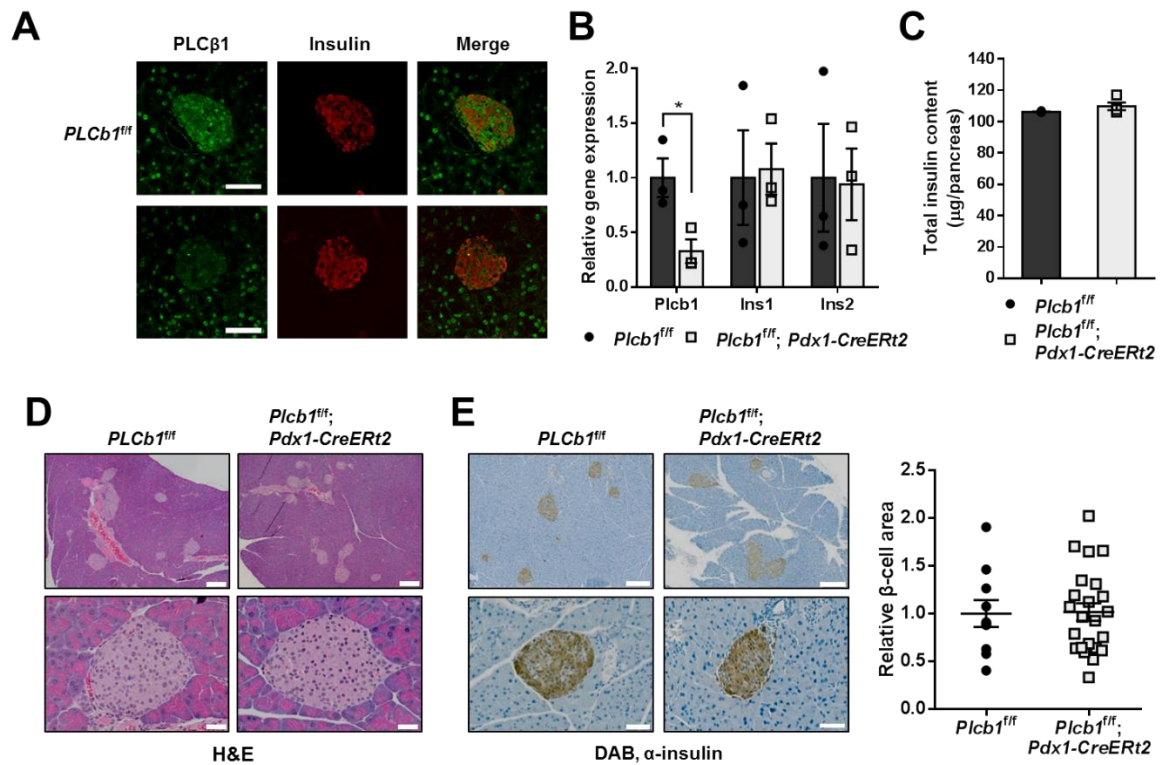 A
PLCβ1 Insulin Merge
PLCb1f/f
B
Relative gene expression
2.0
1.5
1.0
0.5
0.0
*
Plcb1 Ins1 Ins2
Plcb1f/f Plcb1f/f; Pdx1-CreERt2
C
Total insulin content
(μg/pancreas)
140
120
100
80
60
40
20
0
Plcb1f/f
Plcb1f/f;
Pdx1-CreERt2
D
PLCb1f/f
Plcb1f/f;
Pdx1-CreERt2
H&E
E
PLCb1f/f
Plcb1f/f;
Pdx1-CreERt2
DAB, α-insulin
Relative β-cell area
2.5
2.0
1.5
1.0
0.5
0.0
Plcb1f/f
Plcb1f/f;
Pdx1-CreERt2